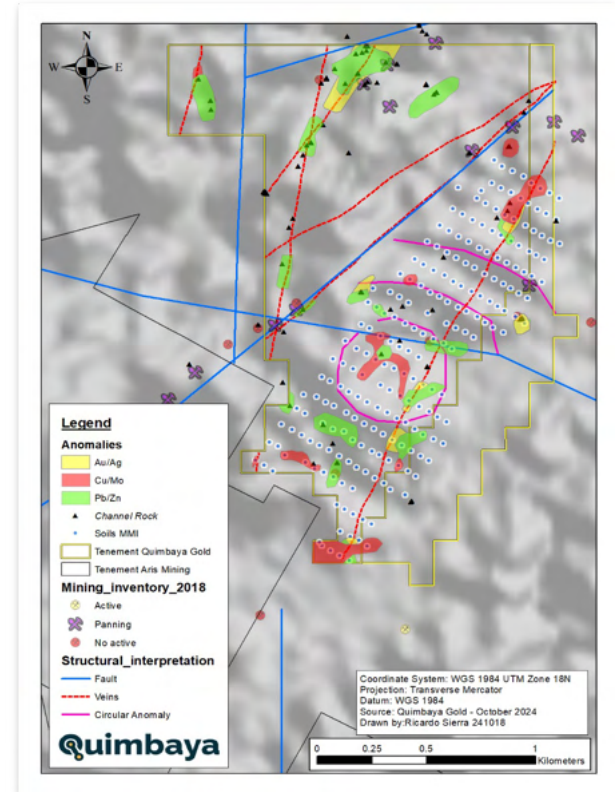 N
W E
S
Legend
Anomalies
Au/Ag
Cu/Mo
Pb/Zn
Channel Rock
Soils MMI
Tenement Quimbaya Gold
Tenement Aris Mining
Mining_inventory_2018
Active
Panning
No active
Structural_interpretation
Fault
Veins
Circular Anomaly
Quimbaya
Coordinate System: WGS 1984 UTM Zone 18N
Projection: Transverse Mercator
Datum: WGS 1984
Source: Quimbaya Gold - October 2024
Drawn by:Ricardo Sierra 241018
0 0.25 0.5 1
Kilometers